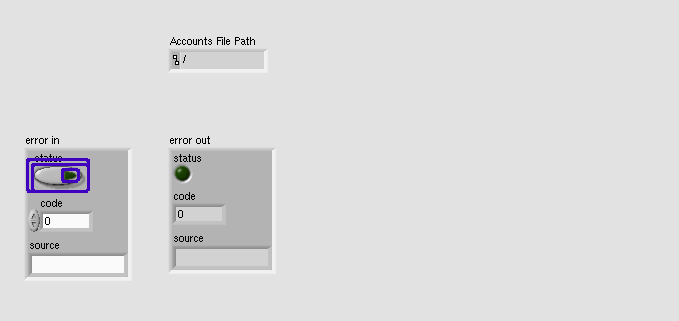 Accounts File Path
/
error in
error out
status
status
code
code
0
0
source
source